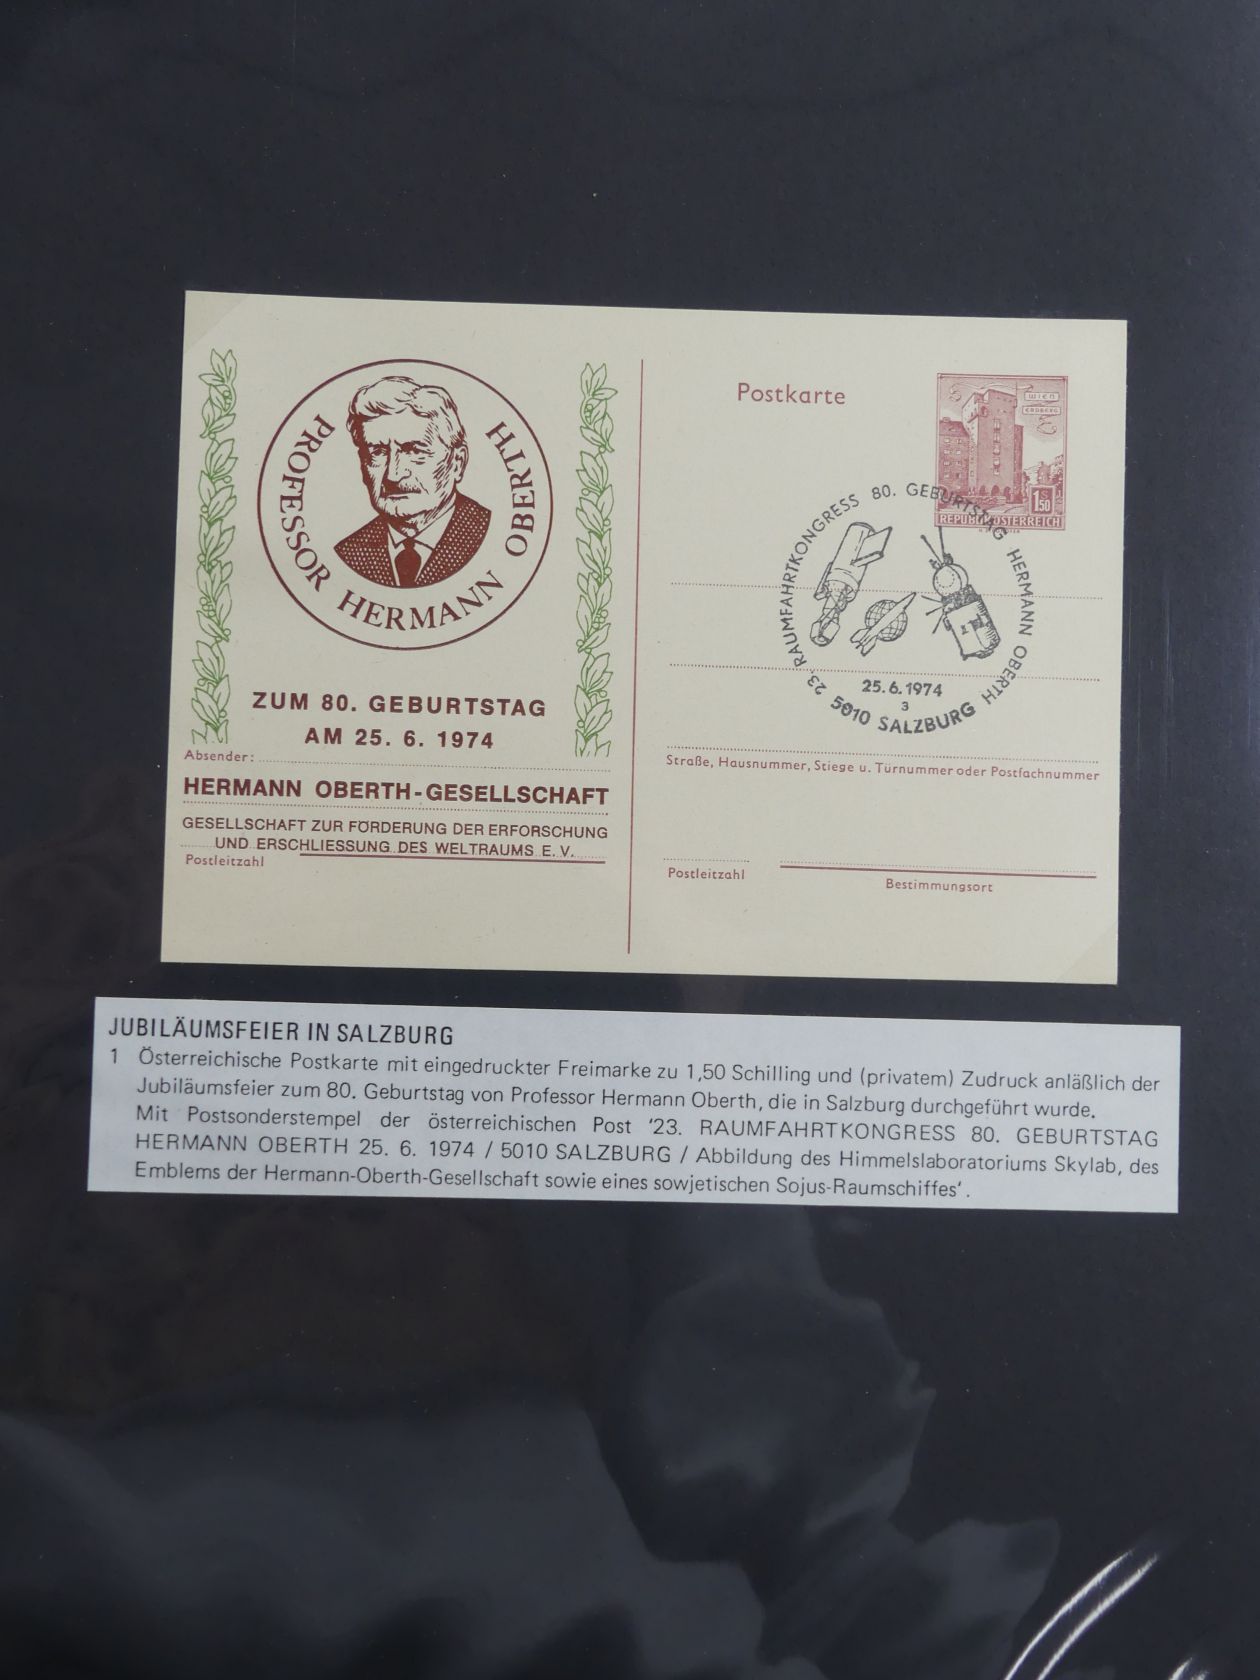 PROFESSOR HERMANN OBERTH
ZUM 80. GEBURTSTAG
AM 25. 6. 1974
Absender:
HERMANN OBERTH-GESELLSCHAFT
GESELLSCHAFT ZUR FÖRDERUNG DER ERFORSCHUNG
UND ERSCHLIESSUNG DES WELTRAUMS E. V.
Postleitzahl
Postkarte
WIEN
ERDBERG
S
1.50
REPUBLIK ÖSTERREICH
23. RAUMFAHRTKONGRESS 80. GEBURTSTAG HERMANN OBERTH
25.6.1974
3
5010 SALZBURG
Straße, Hausnummer, Stiege u. Türnummer oder Postfachnummer
Postleitzahl
Bestimmungsort
JUBILÄUMSFEIER IN SALZBURG
1 Österreichische Postkarte mit eingedruckter Freimarke zu 1,50 Schilling und (privatem) Zudruck anläßlich der
Jubiläumsfeier zum 80. Geburtstag von Professor Hermann Oberth, die in Salzburg durchgeführt wurde.
Mit Postsonderstempel der österreichischen Post '23. RAUMFAHRTKONGRESS 80. GEBURTSTAG
HERMANN OBERTH 25. 6. 1974 / 5010 SALZBURG / Abbildung des Himmelslaboratoriums Skylab, des
Emblems der Hermann-Oberth-Gesellschaft sowie eines sowjetischen Sojus-Raumschiffes'.